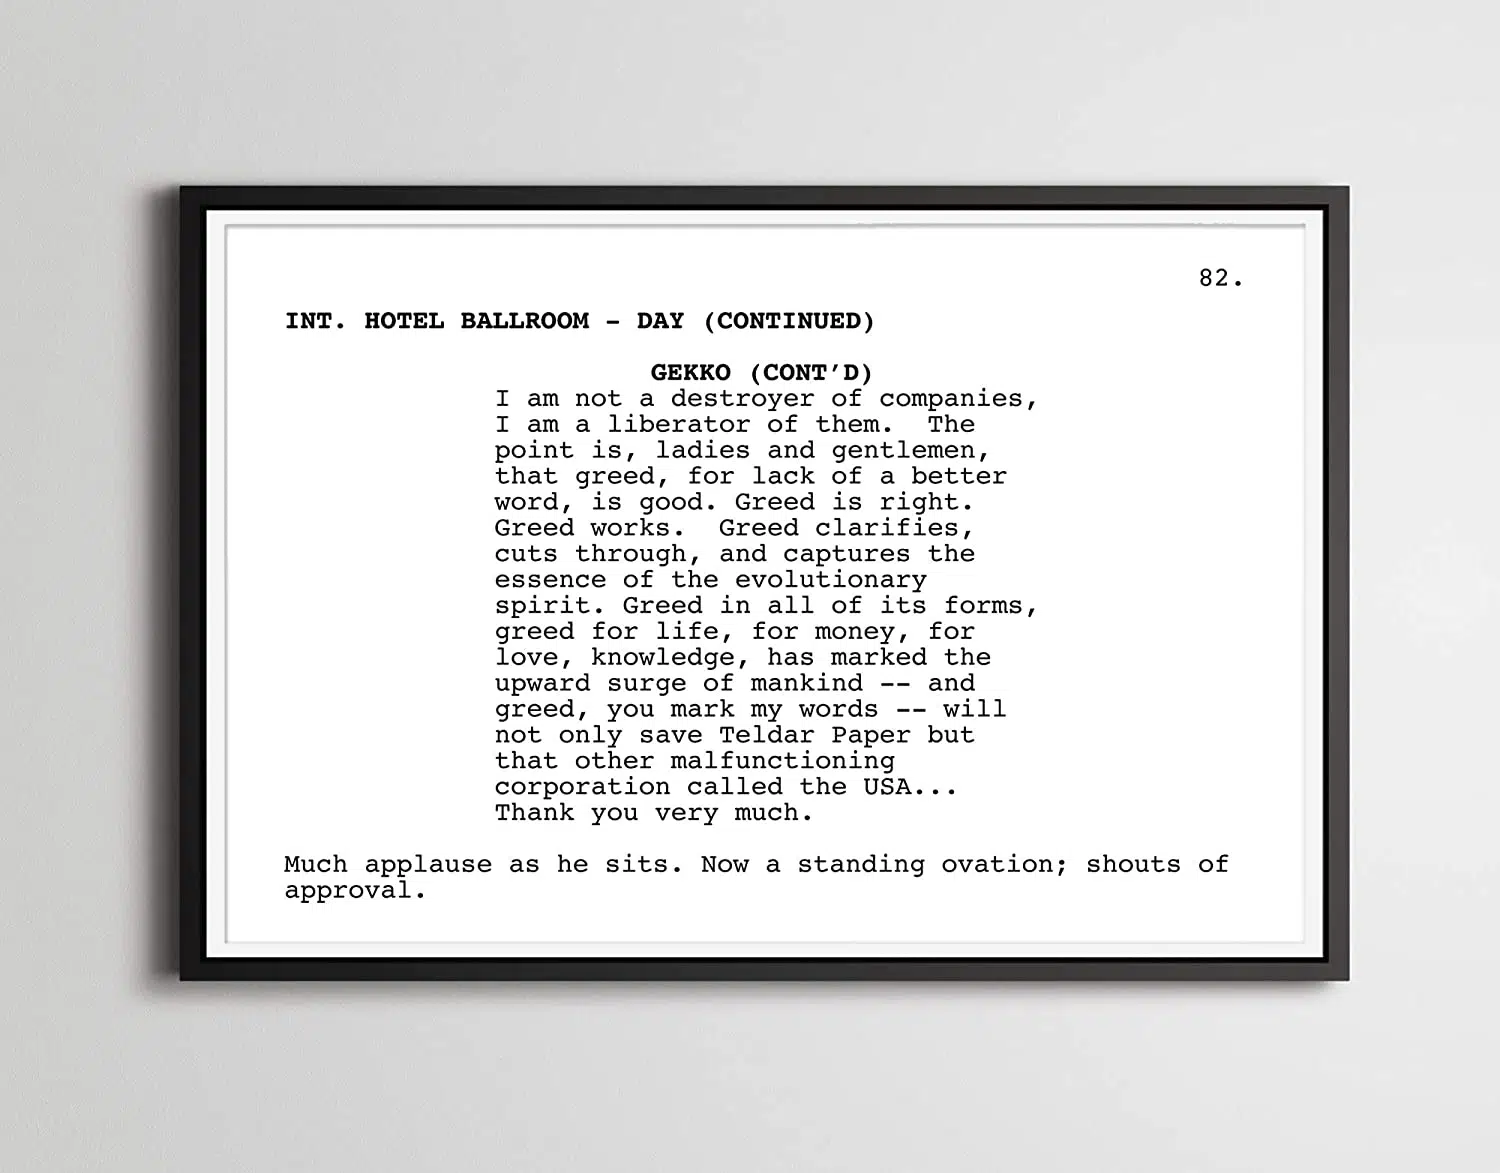 82.
INT. HOTEL BALLROOM – DAY (CONTINUED)
GEKKO (CONT’D)
I am not a destroyer of companies,
I am a liberator of them.  The
point is, ladies and gentlemen,
that greed, for lack of a better
word, is good. Greed is right.
Greed works.  Greed clarifies,
cuts through, and captures the
essence of the evolutionary
spirit. Greed in all of its forms,
greed for life, for money, for
love, knowledge, has marked the
upward surge of mankind -- and
greed, you mark my words -- will
not only save Teldar Paper but
that other malfunctioning
corporation called the USA...
Thank you very much.
Much applause as he sits. Now a standing ovation; shouts of
approval.